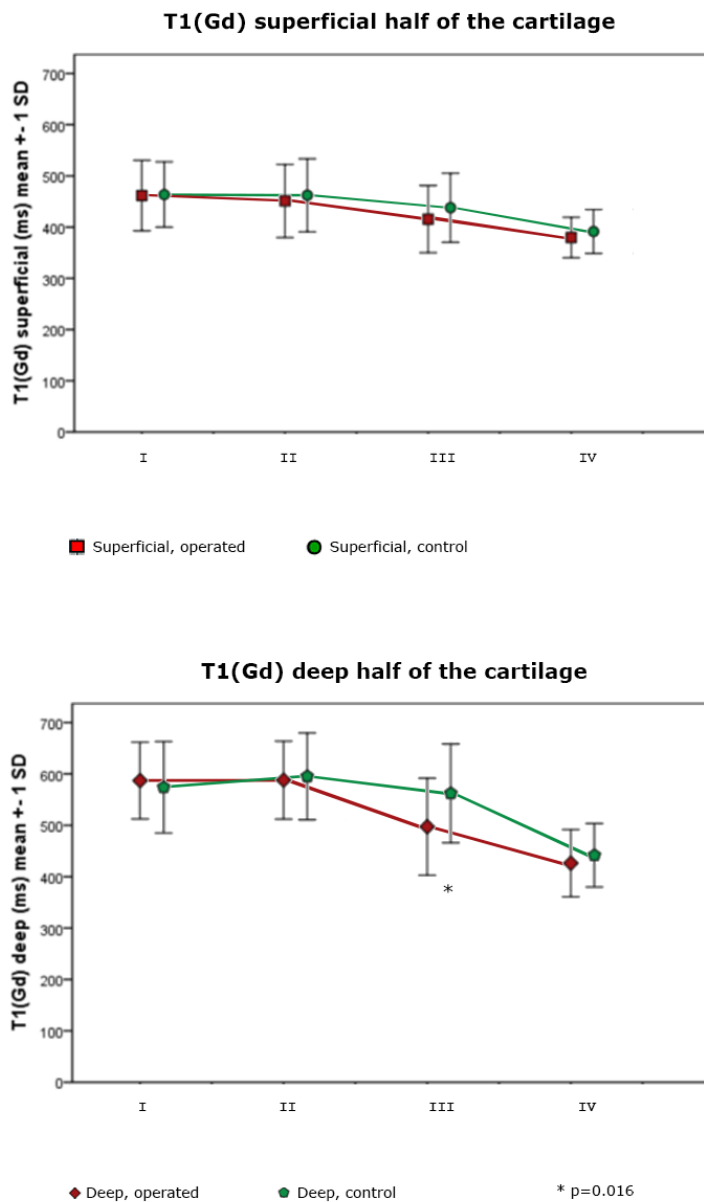 T1(Gd) superficial half of the cartilage
T1(Gd) superficial (ms) mean +-1 SD
700
600
500
400
300
200
100
0
I II III IV
Superficial, operated Superficial, control
T1(Gd) deep half of the cartilage
T1(Gd) deep (ms) mean +-1 SD
700
600
500
400
300
200
100
0
*
I II III IV
Deep, operated Deep, control * p=0.016